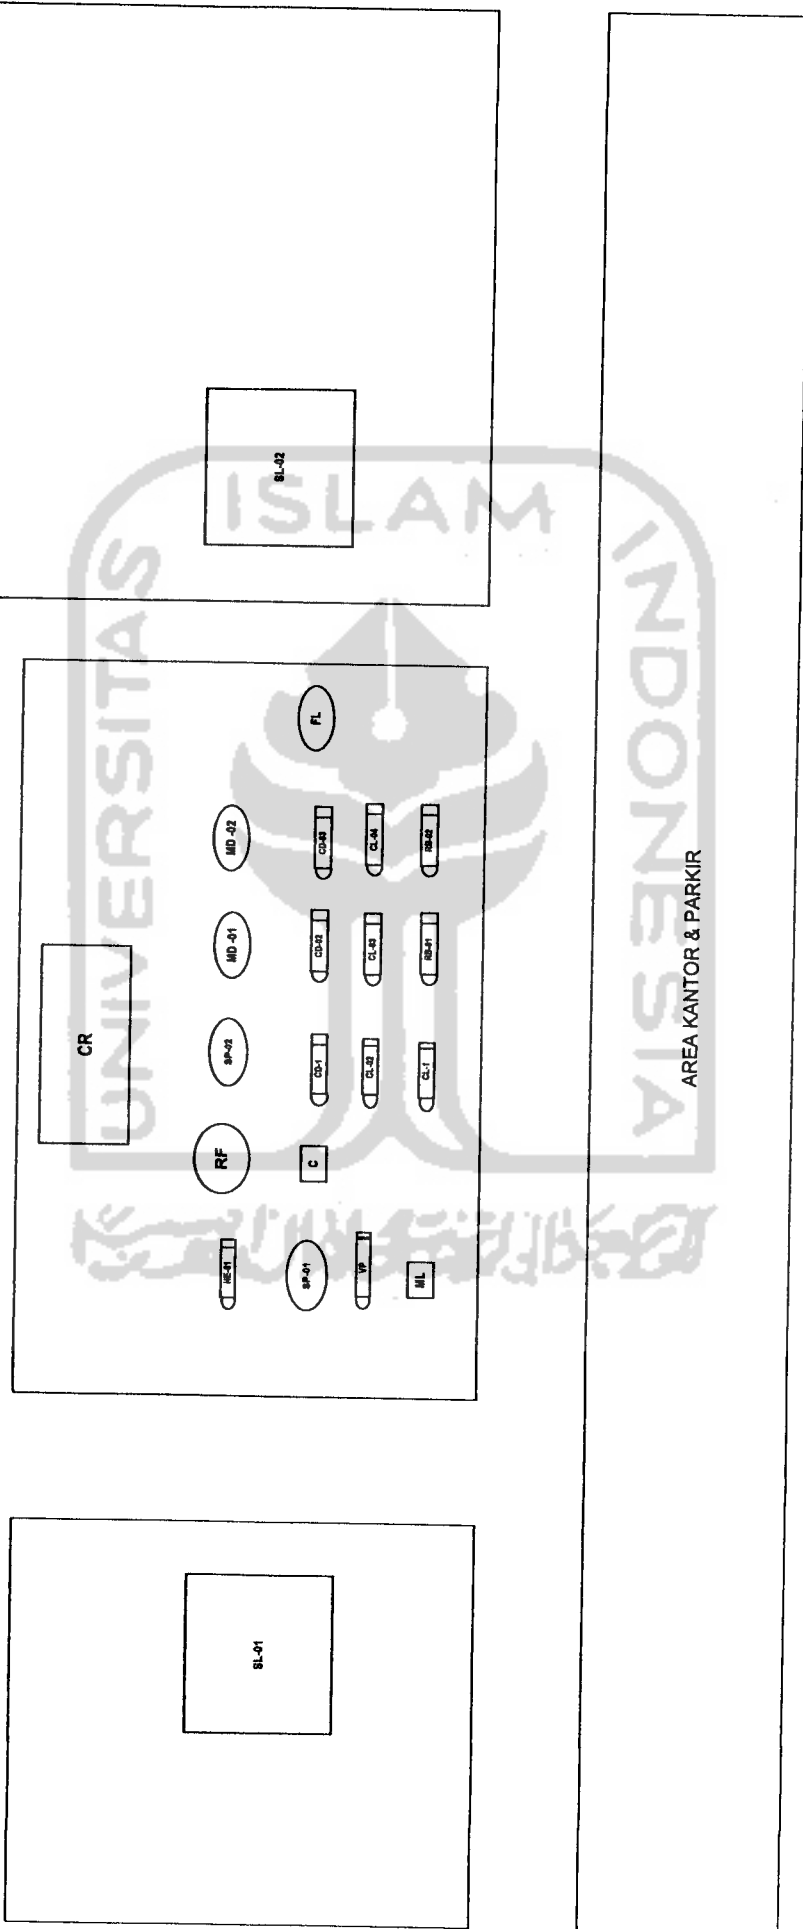 SL-02
FL
MD -02
CD-03
CL-04
RB-02
MD -01
CD-02
CL-03
RB-01
CR
SP-02
CD-1
CL-02
CL-1
RF
C
HE-01
SP-01
VP
ML
SL-01
AREA KANTOR & PARKIR
UNIVERSITAS
ISLAM
INDONESIA